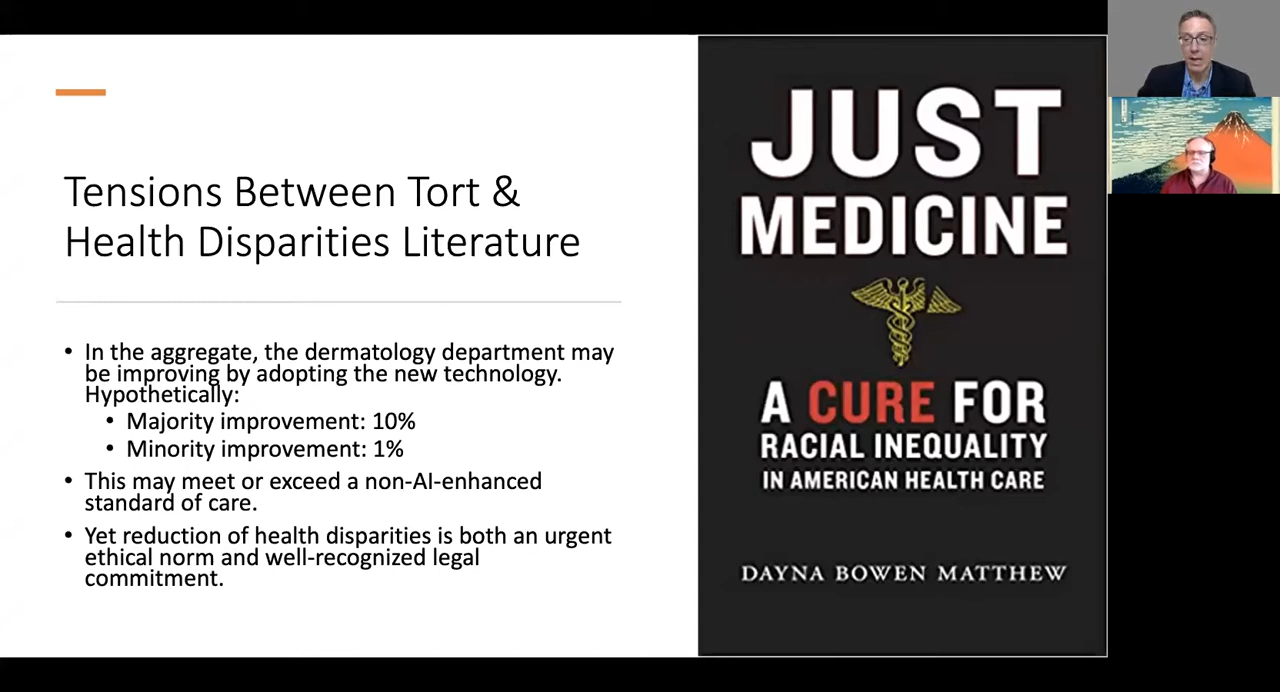 Tensions Between Tort &
Health Disparities Literature
• In the aggregate, the dermatology department may
be improving by adopting the new technology.
Hypothetically:
• Majority improvement: 10%
• Minority improvement: 1%
• This may meet or exceed a non-AI-enhanced
standard of care.
• Yet reduction of health disparities is both an urgent
ethical norm and well-recognized legal
commitment.
JUST
MEDICINE
A CURE FOR
RACIAL INEQUALITY
IN AMERICAN HEALTH CARE
DAYNA BOWEN MATTHEW